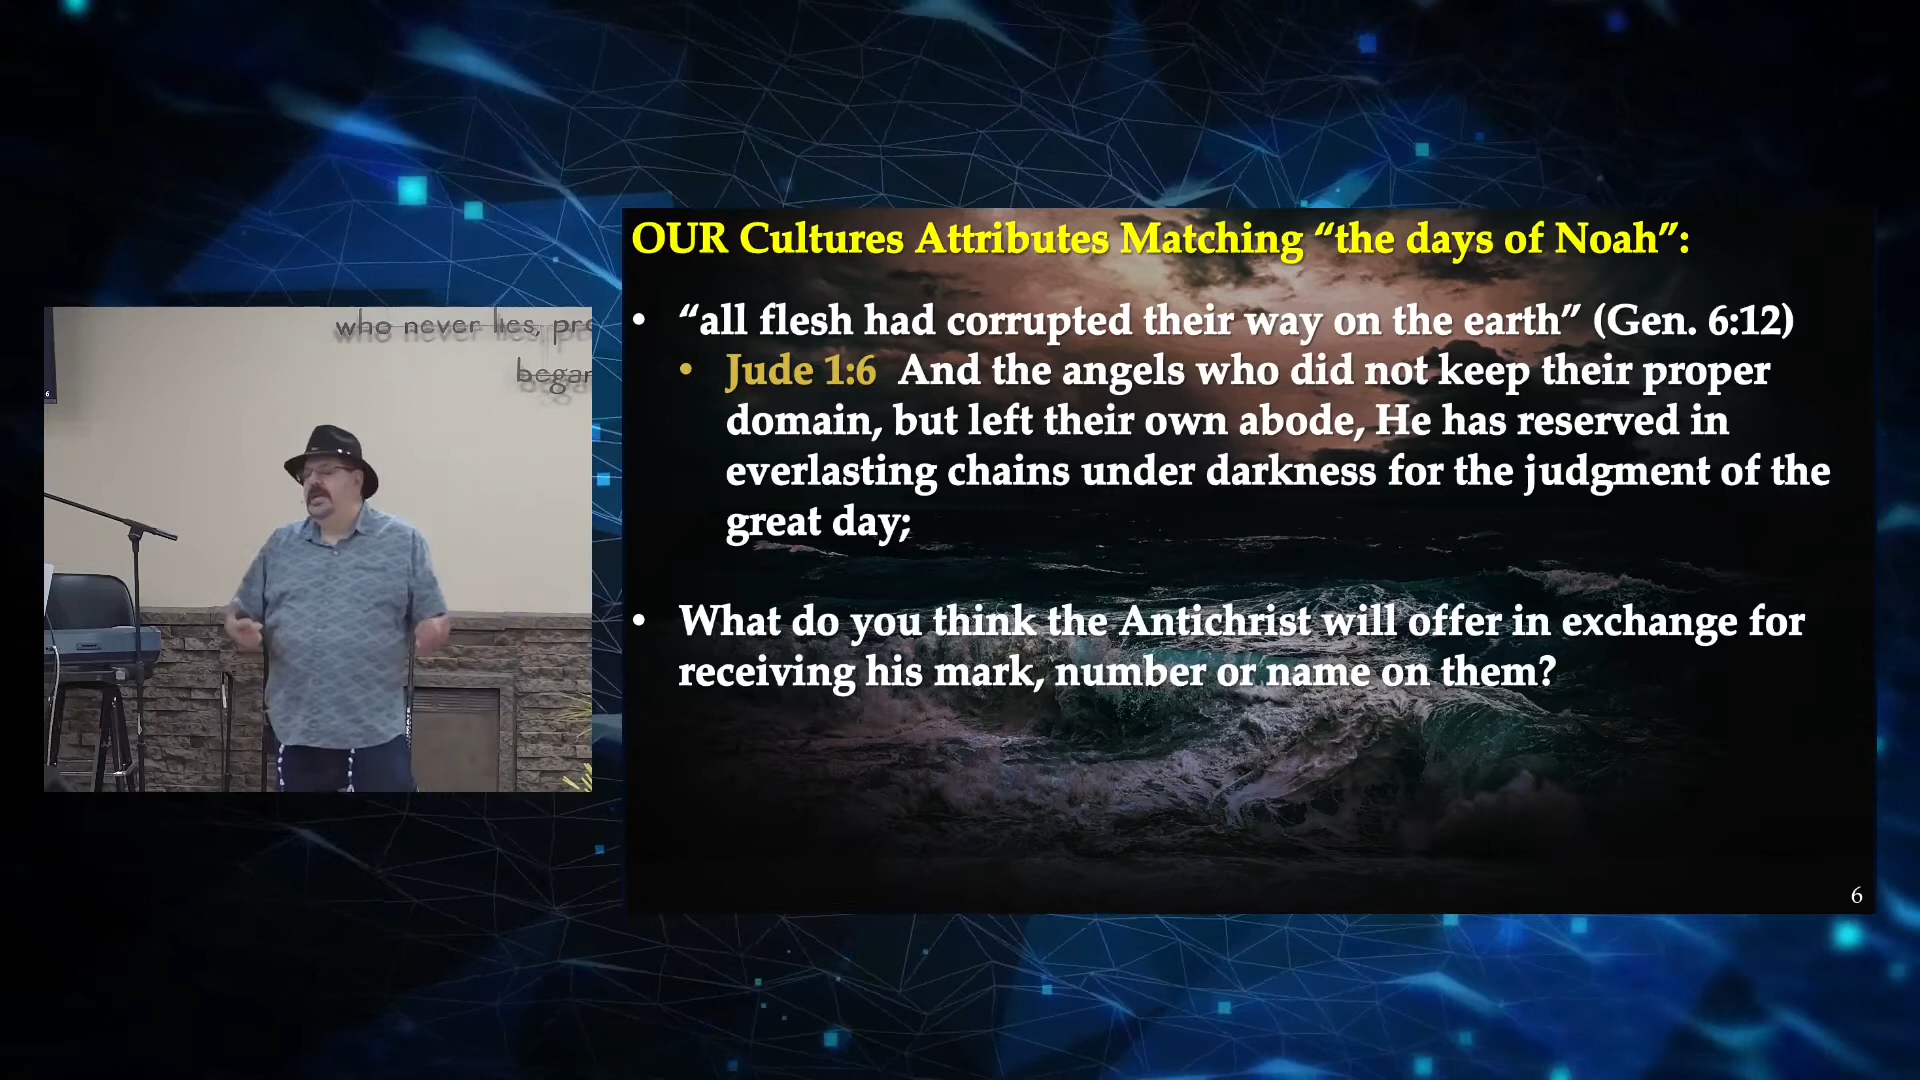 who never lies,
began
6
OUR Cultures Attributes Matching “the days of Noah”:
• “all flesh had corrupted their way on the earth” (Gen. 6:12)
• Jude 1:6 And the angels who did not keep their proper
domain, but left their own abode, He has reserved in
everlasting chains under darkness for the judgment of the
great day;
• What do you think the Antichrist will offer in exchange for
receiving his mark, number or name on them?
6